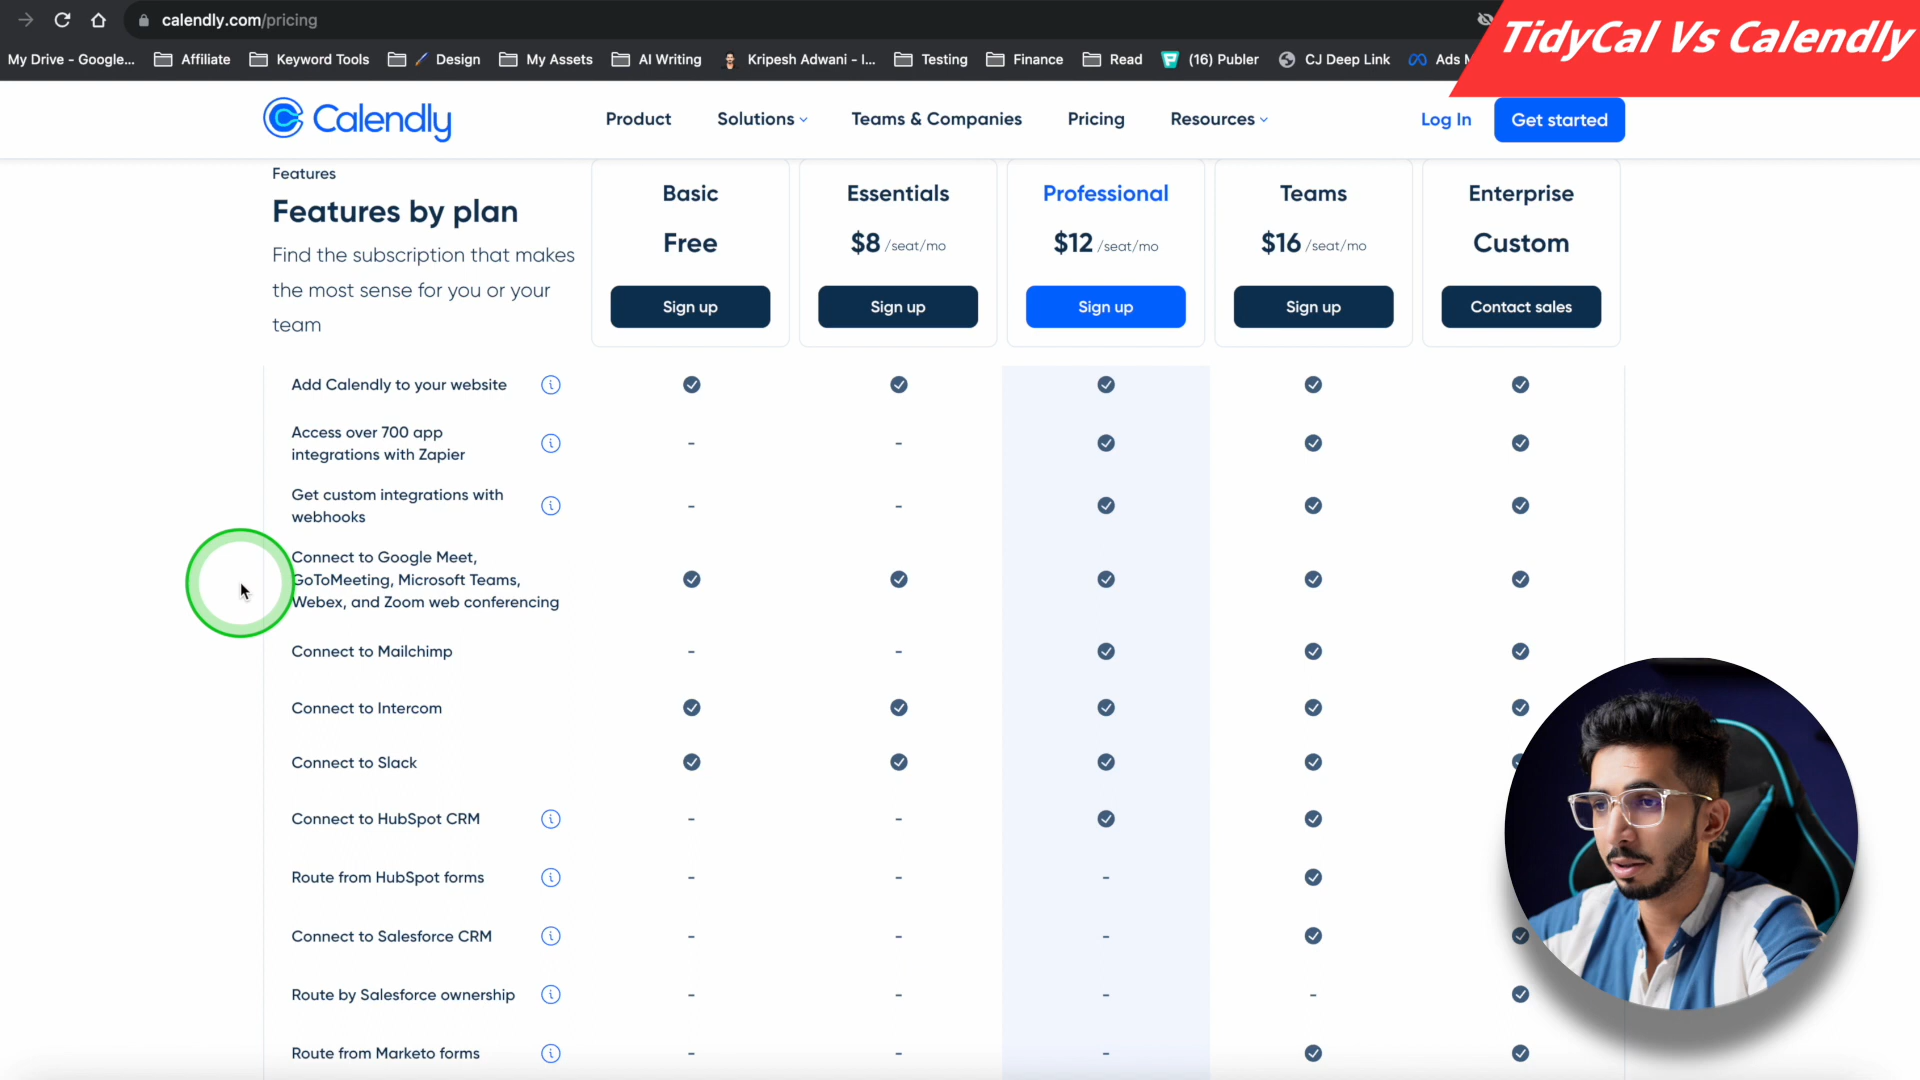 calendly.com/pricing
TidyCal Vs Calendly
My Drive - Google... Affiliate Keyword Tools Design My Assets AI Writing Kripesh Adwani - I... Testing Finance Read (16) Publer CJ Deep Link Ads
Calendly Product Solutions Teams & Companies Pricing Resources Log In Get started
Features
Features by plan
Find the subscription that makes
the most sense for you or your
team
Basic Essentials Professional Teams Enterprise
Free $8 /seat/mo $12 /seat/mo $16 /seat/mo Custom
Sign up Sign up Sign up Sign up Contact sales
Add Calendly to your website
Access over 700 app
integrations with Zapier - -
Get custom integrations with
webhooks - -
Connect to Google Meet,
GoToMeeting, Microsoft Teams,
Webex, and Zoom web conferencing
Connect to Mailchimp - -
Connect to Intercom
Connect to Slack
Connect to HubSpot CRM - -
Route from HubSpot forms - - -
Connect to Salesforce CRM - - -
Route by Salesforce ownership - - - -
Route from Marketo forms - - -